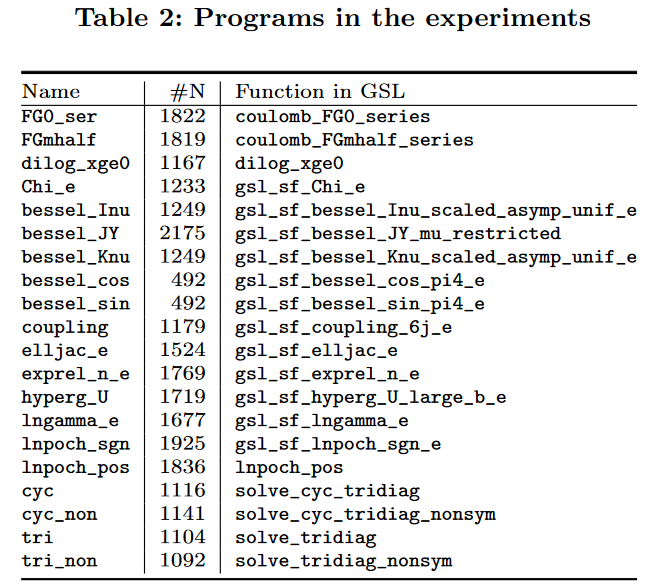 Table 2: Programs in the experiments
Name #N Function in GSL
FG0_ser 1822 coulomb_FG0_series
FGmhalf 1819 coulomb_FGmhalf_series
dilog_xge0 1167 dilog_xge0
Chi_e 1233 gsl_sf_Chi_e
bessel_Inu 1249 gsl_sf_bessel_Inu_scaled_asymp_unif_e
bessel_JY 2175 gsl_sf_bessel_JY_mu_restricted
bessel_Knu 1249 gsl_sf_bessel_Knu_scaled_asymp_unif_e
bessel_cos 492 gsl_sf_bessel_cos_pi4_e
bessel_sin 492 gsl_sf_bessel_sin_pi4_e
coupling 1179 gsl_sf_coupling_6j_e
elljac_e 1524 gsl_sf_elljac_e
exprel_n_e 1769 gsl_sf_exprel_n_e
hyperg_U 1719 gsl_sf_hyperg_U_large_b_e
lngamma_e 1677 gsl_sf_lngamma_e
lnpoch_sgn 1925 gsl_sf_lnpoch_sgn_e
lnpoch_pos 1836 lnpoch_pos
cyc 1116 solve_cyc_tridiag
cyc_non 1141 solve_cyc_tridiag_nonsym
tri 1104 solve_tridiag
tri_non 1092 solve_tridiag_nonsym